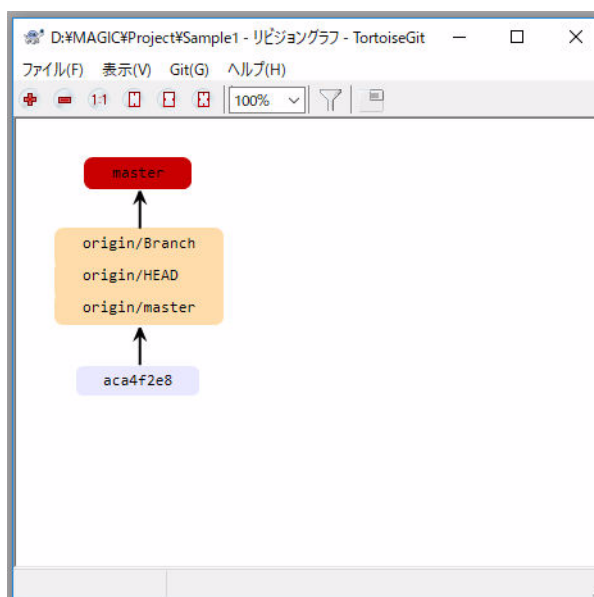 D:¥MAGIC¥Project¥Sample1 - リビジョングラフ - TortoiseGit
ファイル(F) 表示(V) Git(G) ヘルプ(H)
1:1 100%
master
origin/Branch
origin/HEAD
origin/master
aca4f2e8